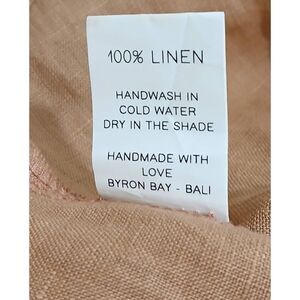 100% LINEN
HANDWASH IN
COLD WATER
DRY IN THE SHADE
HANDMADE WITH
LOVE
BYRON BAY - BALI